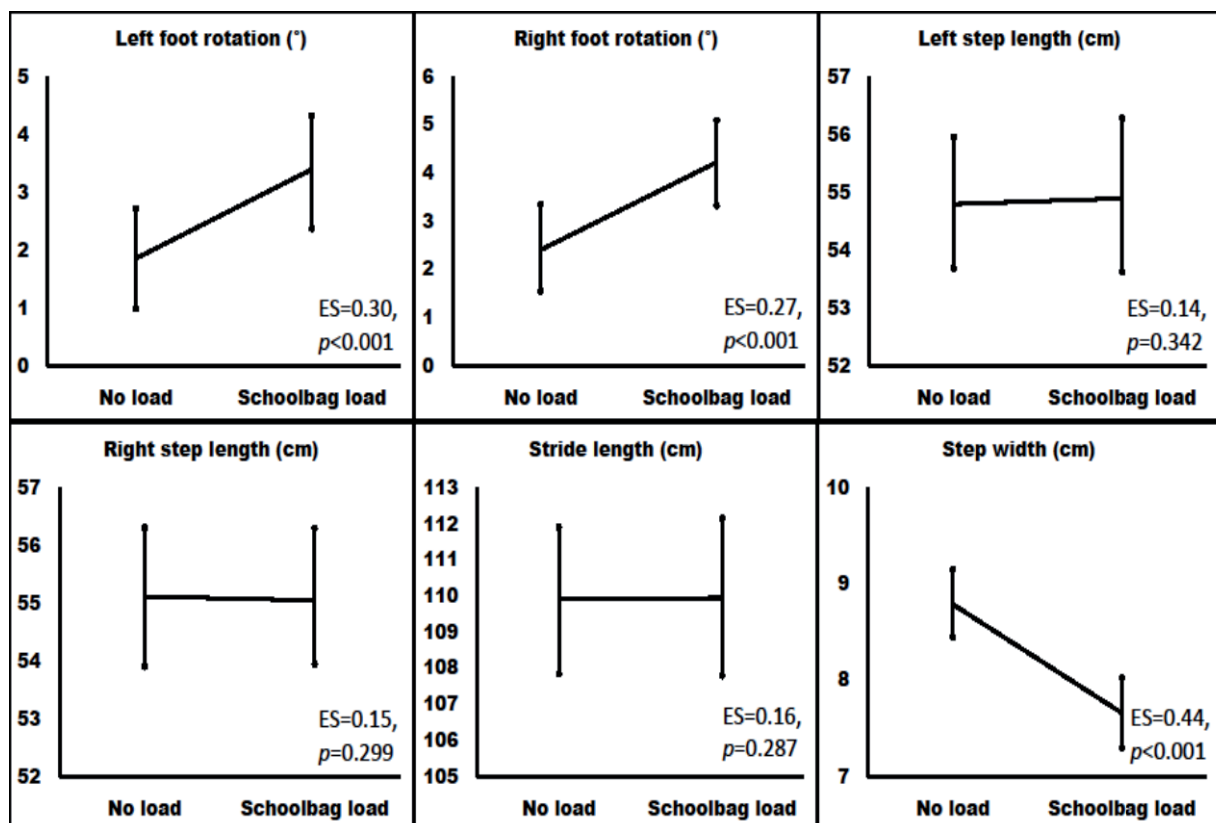 Left foot rotation (°)
5
4
3
2
1
0
ES=0.30,
p<0.001
No load Schoolbag load
Right foot rotation (°)
6
5
4
3
2
1
0
ES=0.27,
p<0.001
No load Schoolbag load
Left step length (cm)
57
56
55
54
53
52
ES=0.14,
p=0.342
No load Schoolbag load
Right step length (cm)
57
56
55
54
53
52
ES=0.15,
p=0.299
No load Schoolbag load
Stride length (cm)
113
112
111
110
109
108
107
106
105
ES=0.16,
p=0.287
No load Schoolbag load
Step width (cm)
10
9
8
7
ES=0.44,
p<0.001
No load Schoolbag load